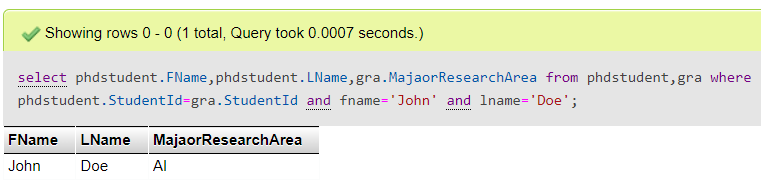 Showing rows 0 - 0 (1 total, Query took 0.0007 seconds.)
select phdstudent.FName,phdstudent.LName,gra.MajaorResearchArea from phdstudent,gra where
phdstudent.StudentId=gra.StudentId and fname='John' and lname='Doe';
FName LName MajaorResearchArea
John Doe AI